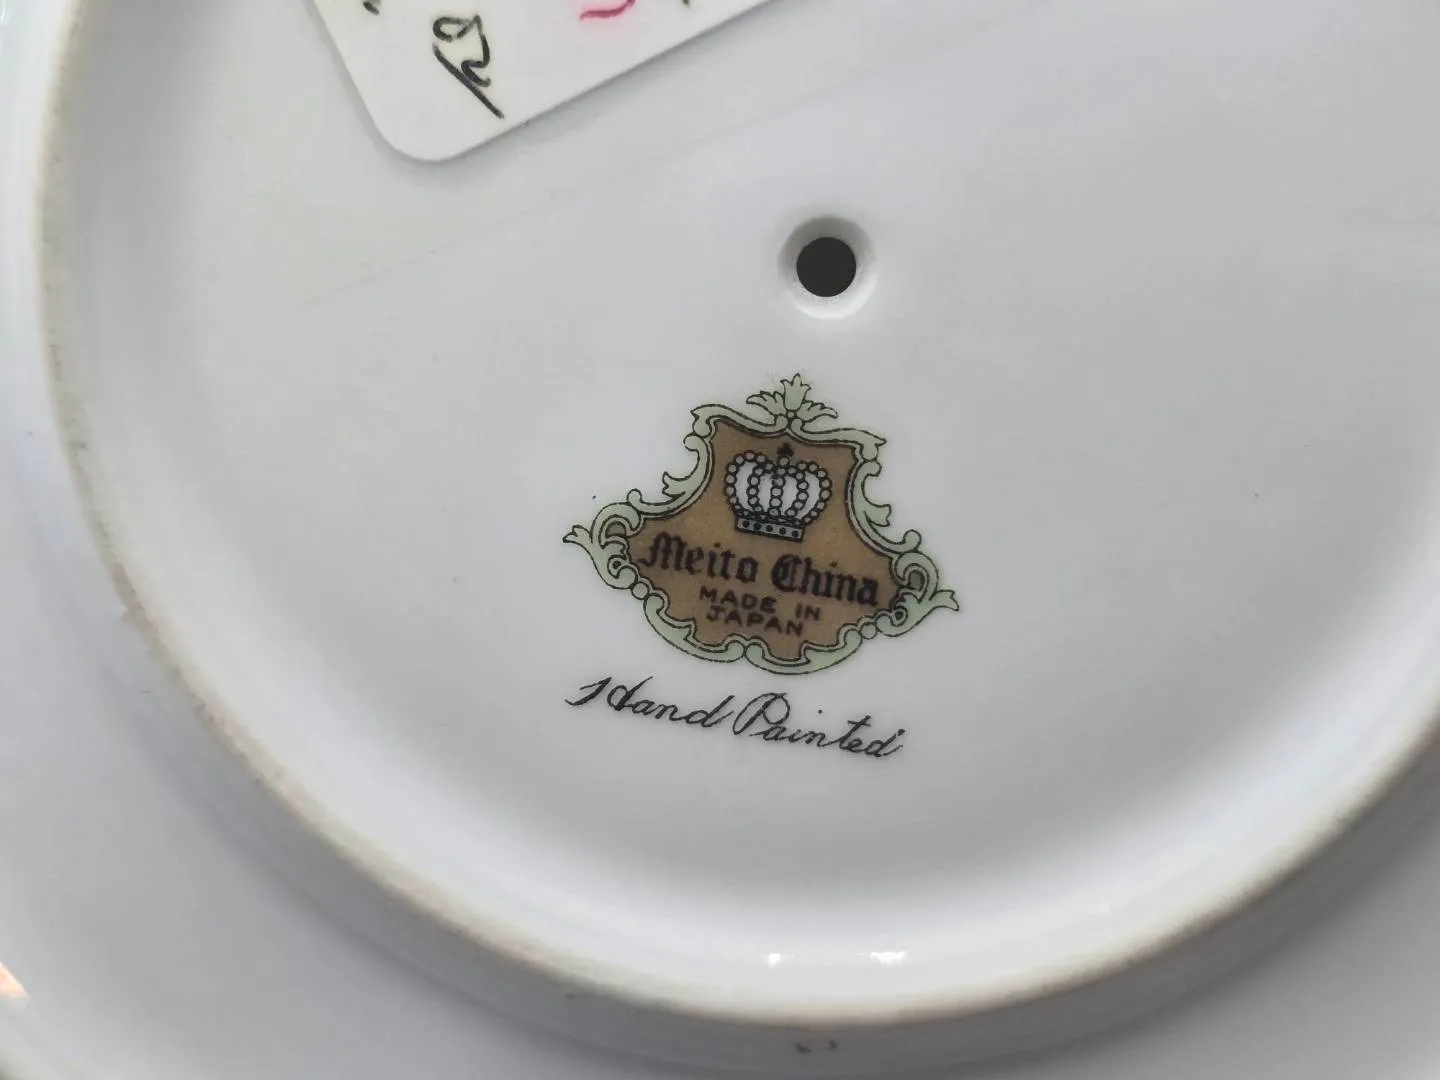 Meito China
MADE IN
JAPAN
Hand Painted